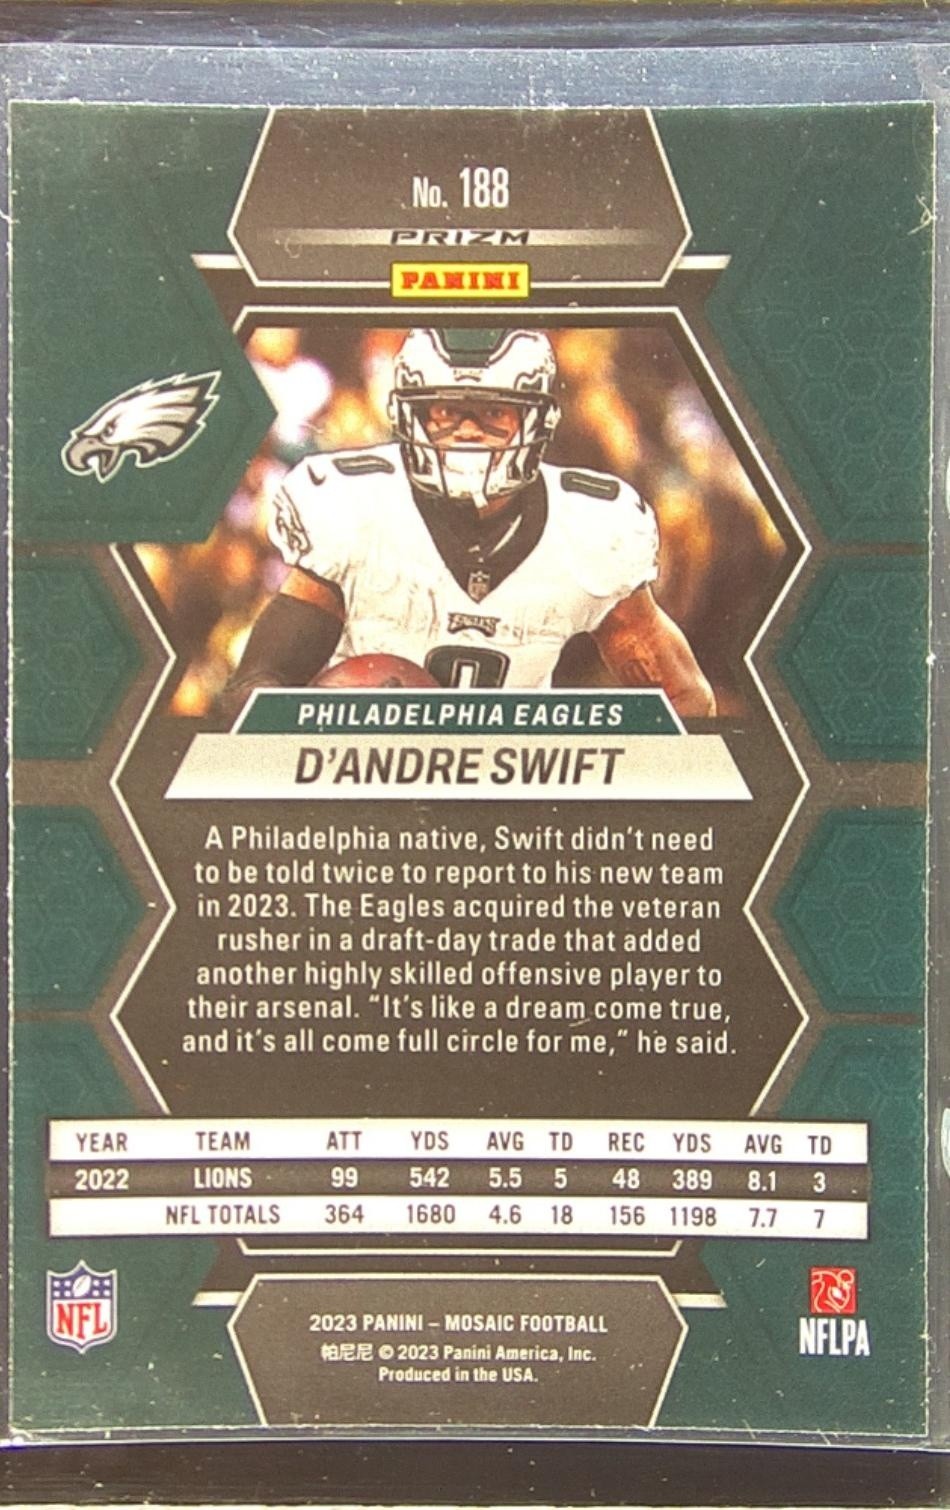 No. 188
PRIZM
PANINI
0 0
EAGLES
0
PHILADELPHIA EAGLES
D'ANDRE SWIFT
A Philadelphia native, Swift didn't need
to be told twice to report to his new team
in 2023. The Eagles acquired the veteran
rusher in a draft-day trade that added
another highly skilled offensive player to
their arsenal. “It's like a dream come true,
and it's all come full circle for me,” he said.
YEAR TEAM ATT YDS AVG TD REC YDS AVG TD
2022 LIONS 99 542 5.5 5 48 389 8.1 3
NFL TOTALS 364 1680 4.6 18 156 1198 7.7 7
NFL
NFLPA
2023 PANINI – MOSAIC FOOTBALL
帕尼尼 © 2023 Panini America, Inc.
Produced in the USA.